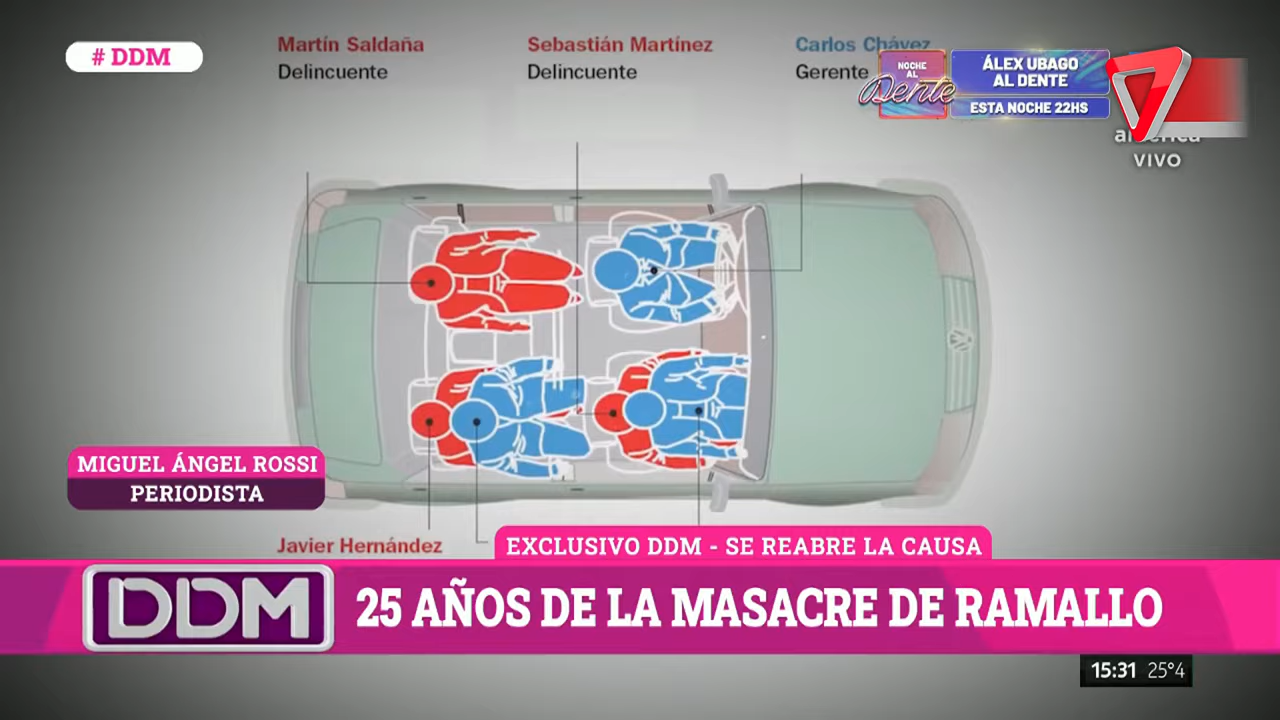 # DDM
Martín Saldaña
Delincuente
Sebastián Martínez
Delincuente
Carlos Chávez
Gerente
NOCHE
AL
Dente
ÁLEX UBAGO
AL DENTE
ESTA NOCHE 22HS
VIVO
MIGUEL ÁNGEL ROSSI
PERIODISTA
Javier Hernández
EXCLUSIVO DDM - SE REABRE LA CAUSA
DDM
25 AÑOS DE LA MASACRE DE RAMALLO
15:31 25°4